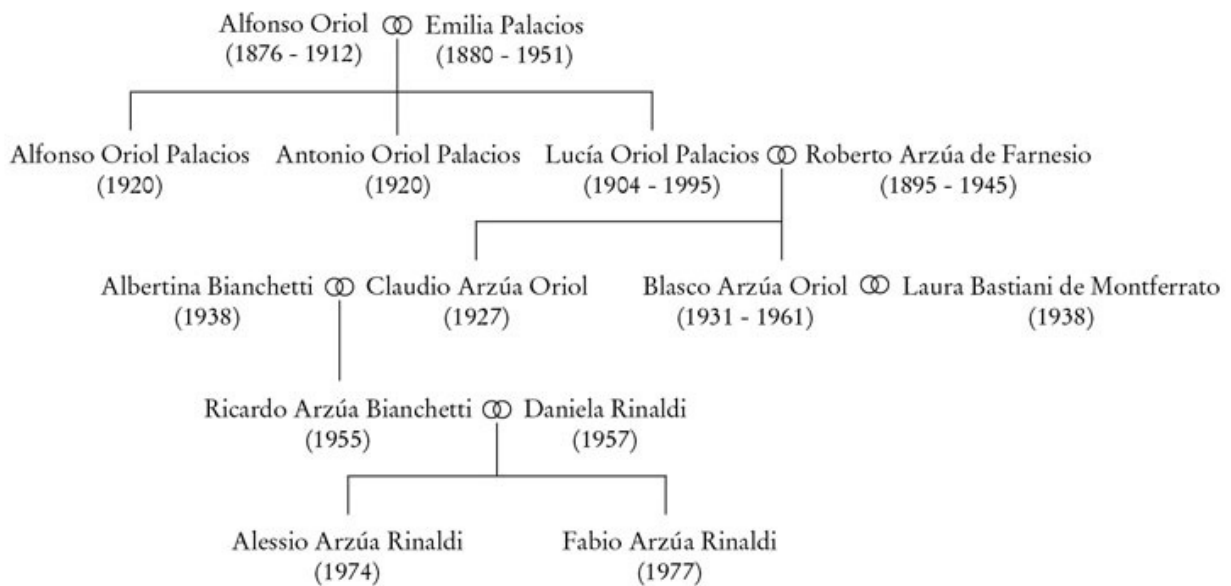 Alfonso Oriol Emilia Palacios
(1876 - 1912) (1880 - 1951)
Alfonso Oriol Palacios Antonio Oriol Palacios Lucía Oriol Palacios Roberto Arzúa de Farnesio
(1920) (1920) (1904 - 1995) (1895 - 1945)
Albertina Bianchetti Claudio Arzúa Oriol Blasco Arzúa Oriol Laura Bastiani de Montferrato
(1938) (1927) (1931 - 1961) (1938)
Ricardo Arzúa Bianchetti Daniela Rinaldi
(1955) (1957)
Alessio Arzúa Rinaldi Fabio Arzúa Rinaldi
(1974) (1977)